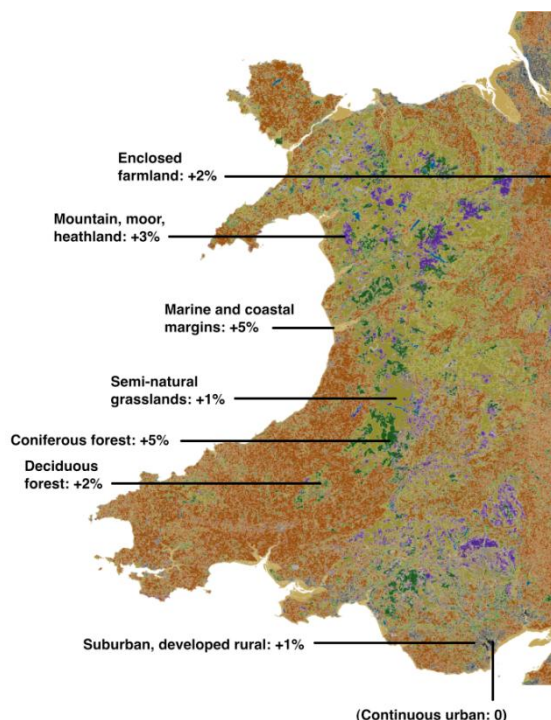 Enclosed
farmland: +2%
Mountain, moor,
heathland: +3%
Marine and coastal
margins: +5%
Semi-natural
grasslands: +1%
Coniferous forest: +5%
Deciduous
forest: +2%
Suburban, developed rural: +1%
(Continuous urban: 0)